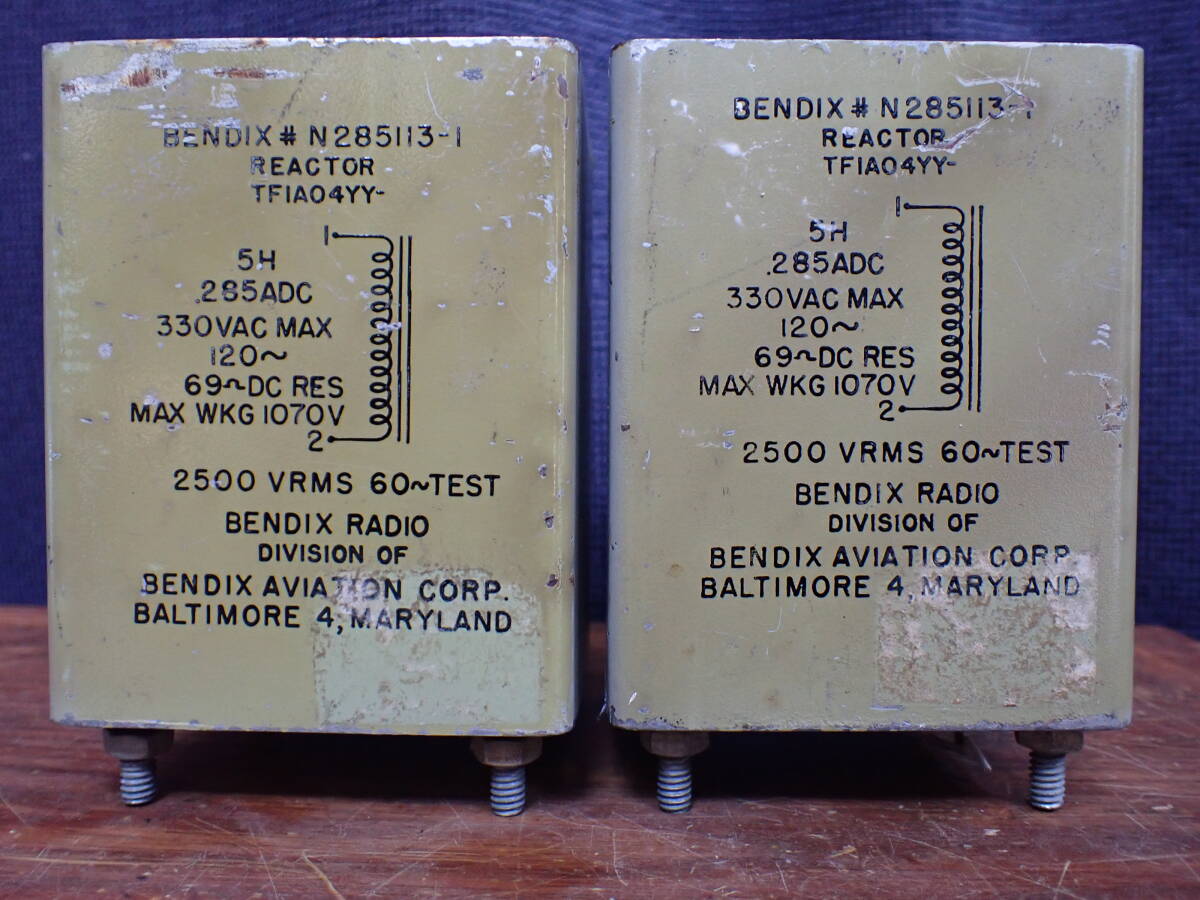 BENDIX # N285113-1
REACTOR
TF1A04YY-
1
5H
.285ADC
330VAC MAX
120~
69~DC RES
MAX WKG 1070V
2
2500 VRMS 60~TEST
BENDIX RADIO
DIVISION OF
BENDIX AVIATION CORP.
BALTIMORE 4, MARYLAND
BENDIX # N285113-1
REACTOR
TF1A04YY-
1
5H
.285ADC
330VAC MAX
120~
69~DC RES
MAX WKG 1070V
2
2500 VRMS 60~TEST
BENDIX RADIO
DIVISION OF
BENDIX AVIATION CORP.
BALTIMORE 4, MARYLAND